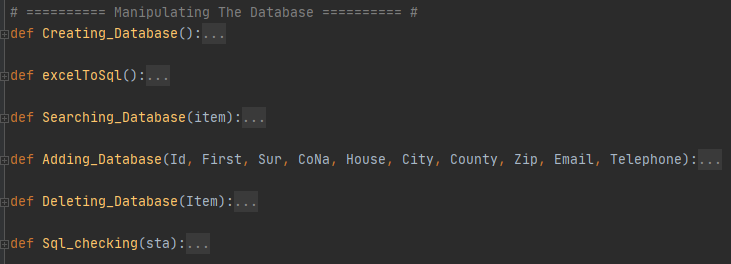 # ========== Manipulating The Database ========== #
def Creating_Database():...
def excelToSql():...
def Searching_Database(item):...
def Adding_Database(Id, First, Sur, CoNa, House, City, County, Zip, Email, Telephone):...
def Deleting_Database(Item):...
def Sql_checking(sta):...